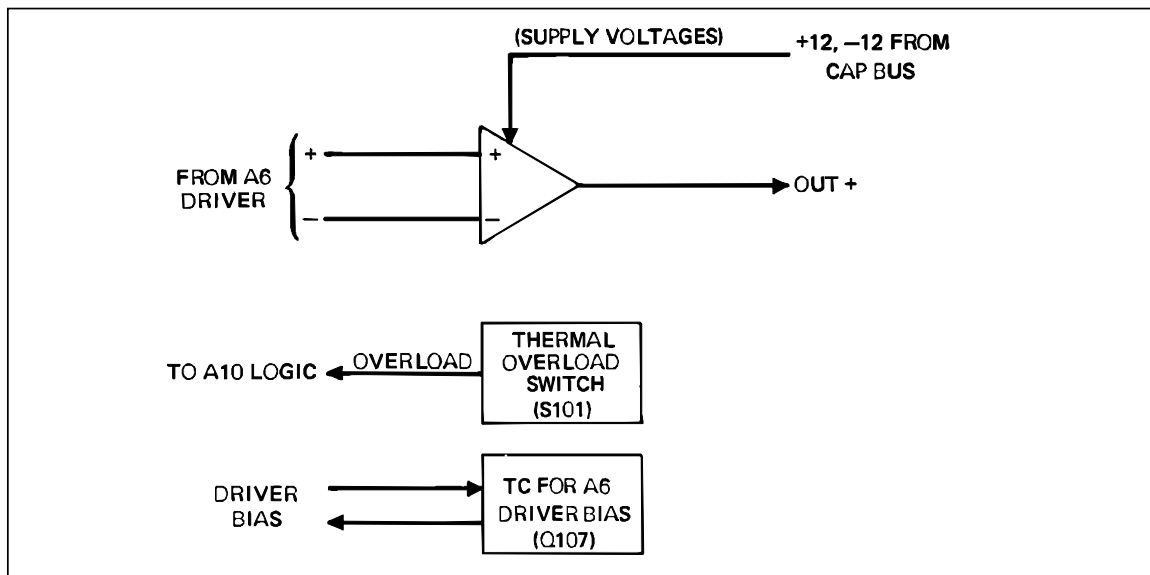 (SUPPLY VOLTAGES)
+12, –12 FROM
CAP BUS
+
+
FROM A6
DRIVER
OUT +
–
–
THERMAL
OVERLOAD
SWITCH
(S101)
OVERLOAD
TO A10 LOGIC
TC FOR A6
DRIVER BIAS
(Q107)
DRIVER
BIAS